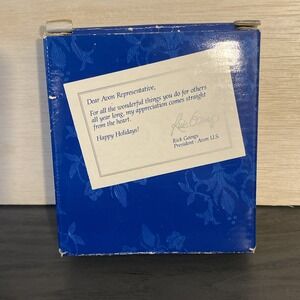 Dear Avon Representative,
For all the wonderful things you do for others
all year long, my appreciation comes straight
from the heart.
Happy Holidays!
Rick Goings
President - Avon U.S.